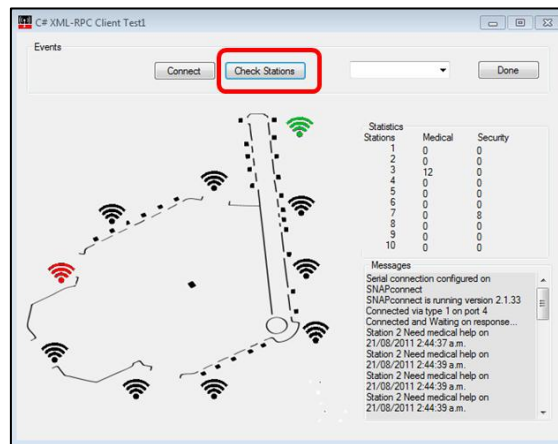 C# XML-RPC Client Test1
Events
Connect
Check Stations
Done
Statistics
Stations Medical Security
1 0 0
2 0 0
3 12 0
4 0 0
5 0 0
6 0 0
7 0 8
8 0 0
9 0 0
10 0 0
Messages
Serial connection configured on
SNAPconnect
SNAPconnect is running version 2.1.33
Connected via type 1 on port 4
Connected and Waiting on response...
Station 2 Need medical help on
21/08/2011 2:44:37 a.m.
Station 2 Need medical help on
21/08/2011 2:44:39 a.m.
Station 2 Need medical help on
21/08/2011 2:44:39 a.m.
Station 2 Need medical help on
21/08/2011 2:44:39 a.m.